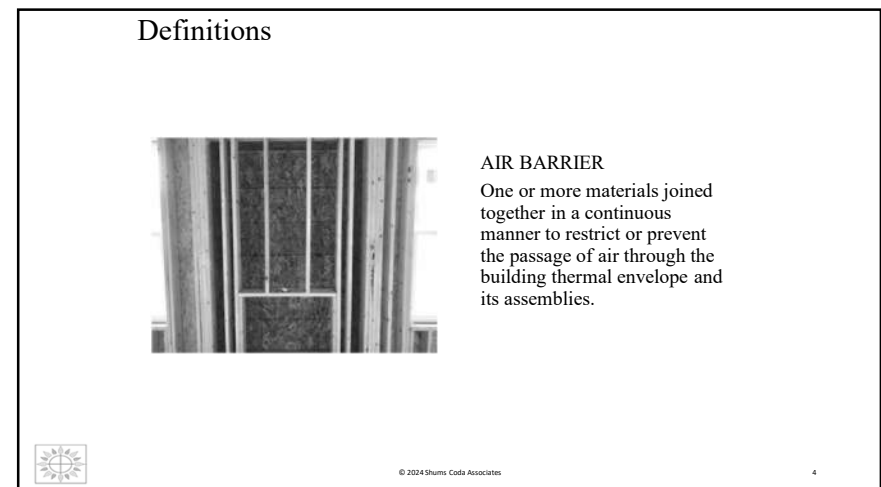 Definitions
AIR BARRIER
One or more materials joined
together in a continuous
manner to restrict or prevent
the passage of air through the
building thermal envelope and
its assemblies.
© 2024 Shums Coda Associates
4